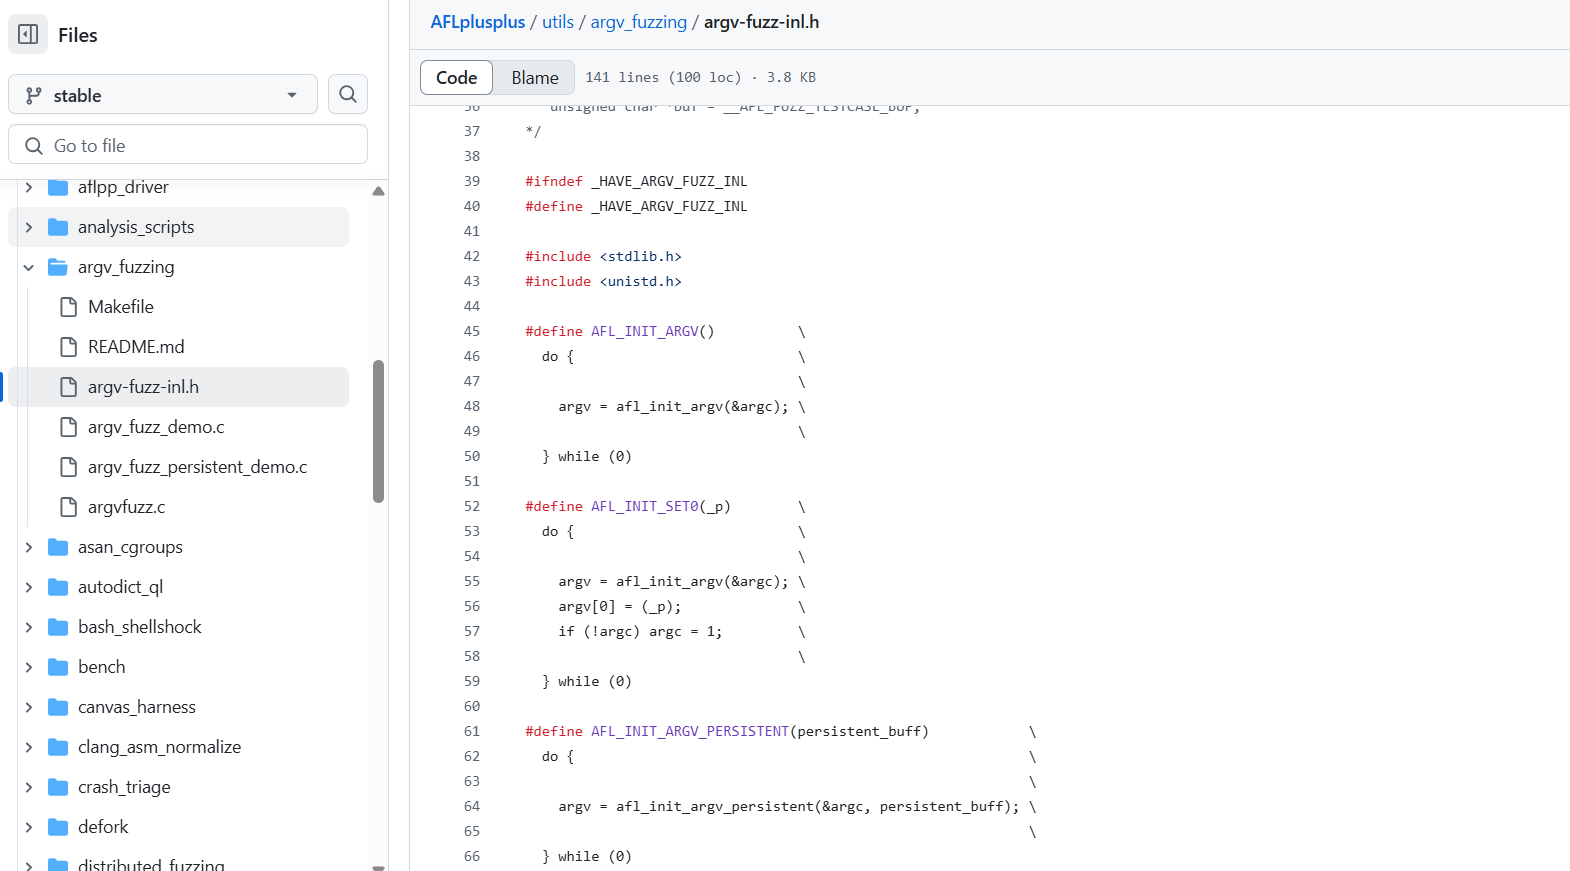 Files
stable
Go to file
aflpp_driver
analysis_scripts
argv_fuzzing
Makefile
README.md
argv-fuzz-inl.h
argv_fuzz_demo.c
argv_fuzz_persistent_demo.c
argvfuzz.c
asan_cgroups
autodict_ql
bash_shellshock
bench
canvas_harness
clang_asm_normalize
crash_triage
defork
distributed_fuzzing
AFLplusplus / utils / argv_fuzzing / argv-fuzz-inl.h
Code Blame 141 lines (100 loc) · 3.8 KB
36 unsigned char *buf = __AFL_FUZZ_TESTCASE_BUF;
37 */
38
39 #ifndef _HAVE_ARGV_FUZZ_INL
40 #define _HAVE_ARGV_FUZZ_INL
41
42 #include <stdlib.h>
43 #include <unistd.h>
44
45 #define AFL_INIT_ARGV() \
46 do { \
47 \
48 argv = afl_init_argv(&argc); \
49 \
50 } while (0)
51
52 #define AFL_INIT_SET0(_p) \
53 do { \
54 \
55 argv = afl_init_argv(&argc); \
56 argv[0] = (_p); \
57 if (!argc) argc = 1; \
58 \
59 } while (0)
60
61 #define AFL_INIT_ARGV_PERSISTENT(persistent_buff) \
62 do { \
63 \
64 argv = afl_init_argv_persistent(&argc, persistent_buff); \
65 \
66 } while (0)